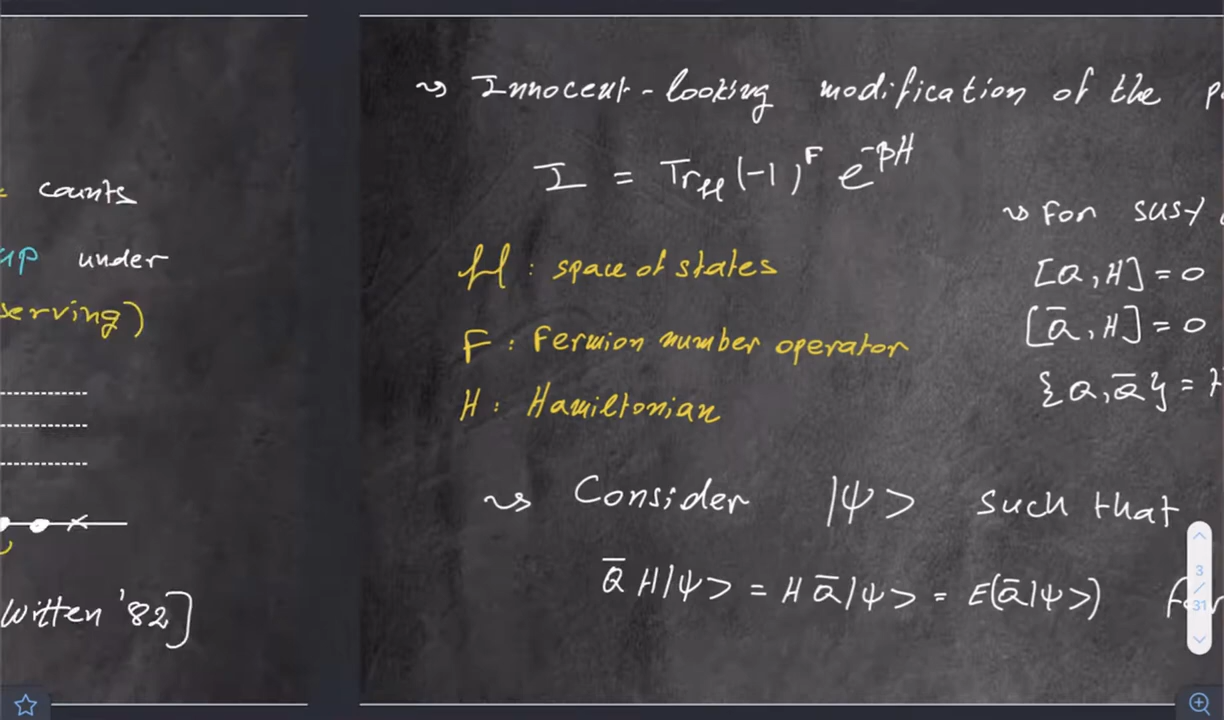 counts
under
serving)
Witten '82]
~> Innocent-looking modification of the
I = Tr_H (-1)^F e^{-βH}
H : space of states
F : Fermion number operator
H : Hamiltonian
~> For susy
[Q, H] = 0
[Q̄, H] = 0
{Q, Q̄} =
~> Consider |ψ> such that
Q̄ H|ψ> = H Q̄|ψ> = E(Q̄|ψ>)
3
/
31